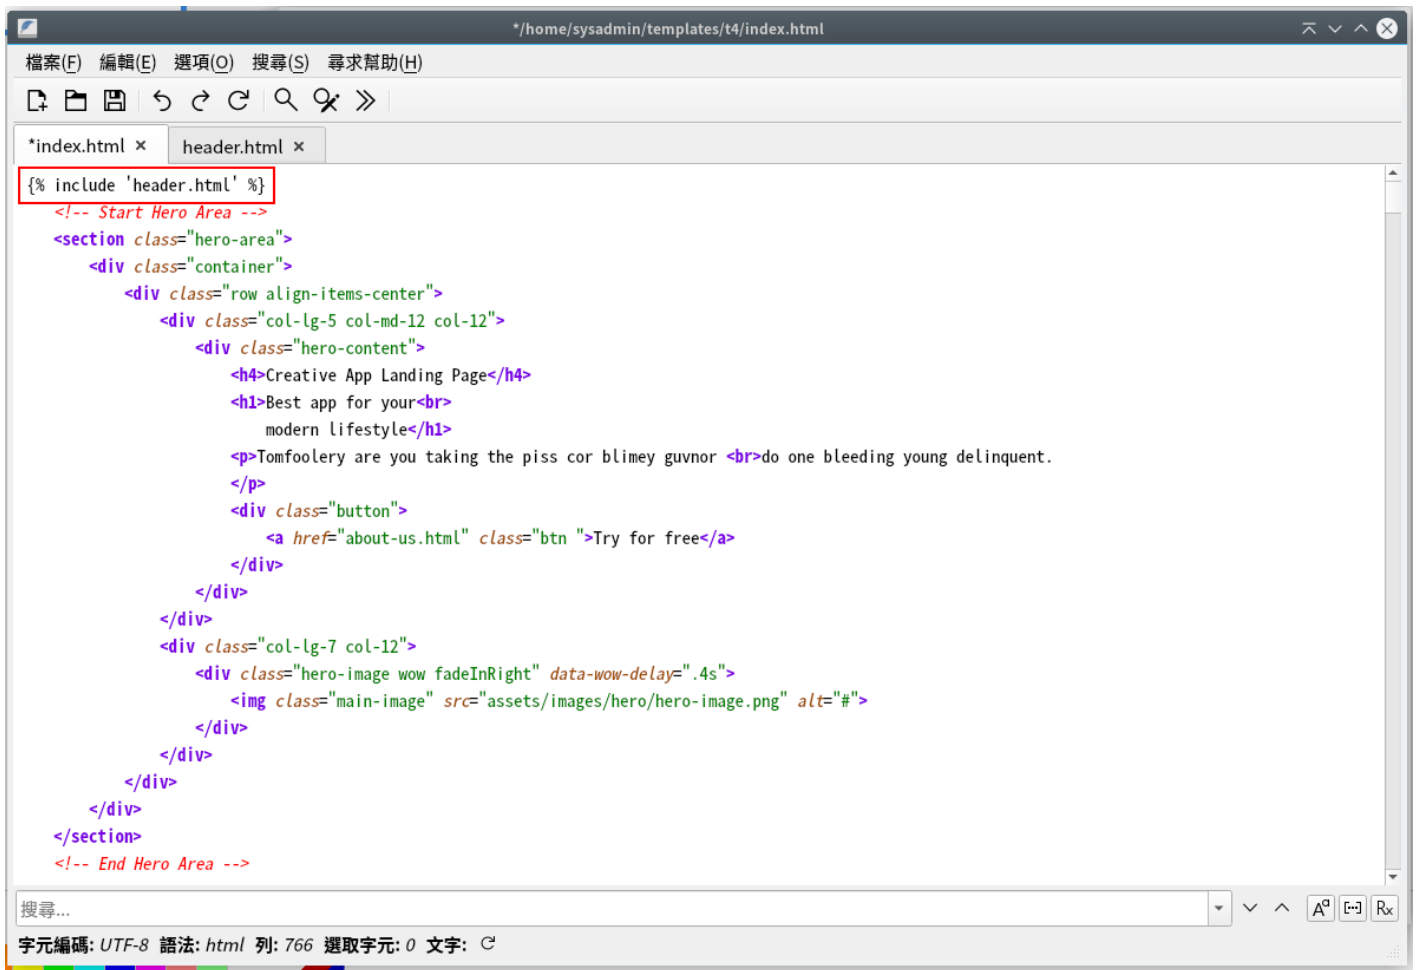 */home/sysadmin/templates/t4/index.html
檔案(F) 編輯(E) 選項(O) 搜尋(S) 尋求幫助(H)
*index.html × header.html ×
{% include 'header.html' %}
<!-- Start Hero Area -->
<section class="hero-area">
<div class="container">
<div class="row align-items-center">
<div class="col-lg-5 col-md-12 col-12">
<div class="hero-content">
<h4>Creative App Landing Page</h4>
<h1>Best app for your<br>
modern lifestyle</h1>
<p>Tomfoolery are you taking the piss cor blimey guvnor <br>do one bleeding young delinquent.
</p>
<div class="button">
<a href="about-us.html" class="btn ">Try for free</a>
</div>
</div>
</div>
<div class="col-lg-7 col-12">
<div class="hero-image wow fadeInRight" data-wow-delay=".4s">
<img class="main-image" src="assets/images/hero/hero-image.png" alt="#">
</div>
</div>
</div>
</div>
</section>
<!-- End Hero Area -->
搜尋...
字元編碼: UTF-8 語法: html 列: 766 選取字元: 0 文字: